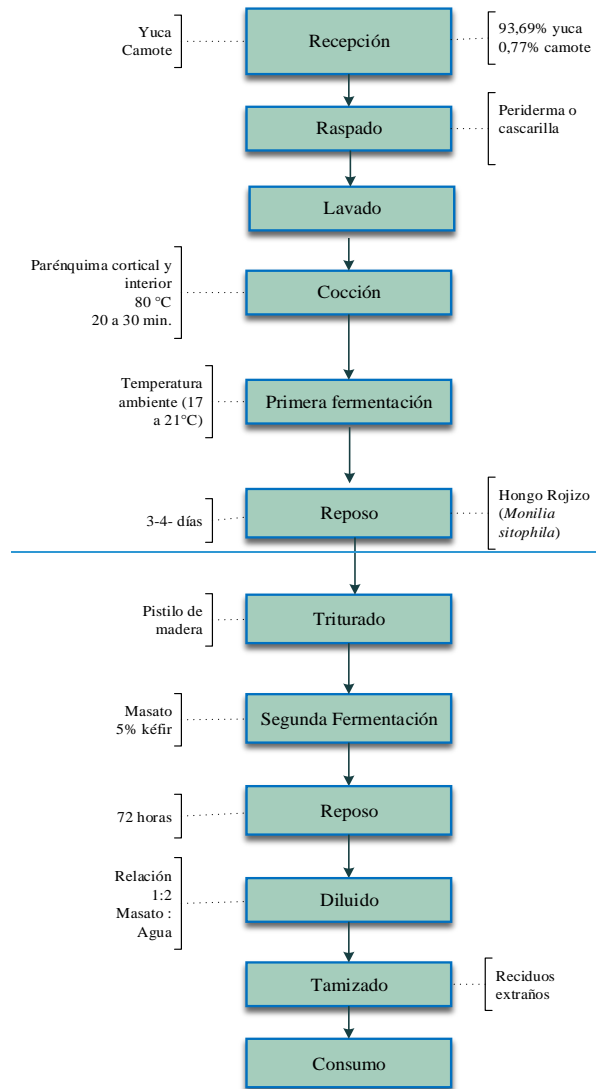 Yuca
Camote
Recepción
93,69% yuca
0,77% camote
Raspado
Periderma o
cascarilla
Lavado
Parénquima cortical y
interior
80 °C
20 a 30 min.
Cocción
Temperatura
ambiente (17
a 21°C)
Primera fermentación
3-4- días
Reposo
Hongo Rojizo
(Monilia
sitophila)
Pistilo de
madera
Triturado
Masato
5% kéfir
Segunda Fermentación
72 horas
Reposo
Relación
1:2
Masato :
Agua
Diluido
Tamizado
Reciduos
extraños
Consumo